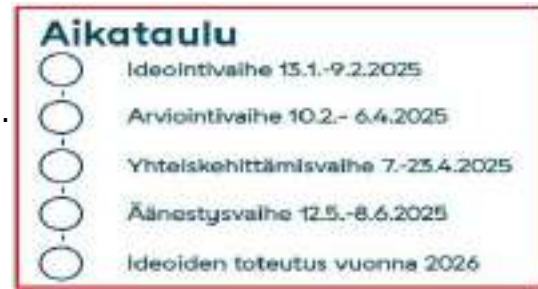 Aikataulu
Ideointivaihe 13.1.-9.2.2025
Arviointivaihe 10.2.- 6.4.2025
Yhteiskehittämisvaihe 7.-23.4.2025
Äänestysvaihe 12.5.-8.6.2025
Ideoiden toteutus vuonna 2026